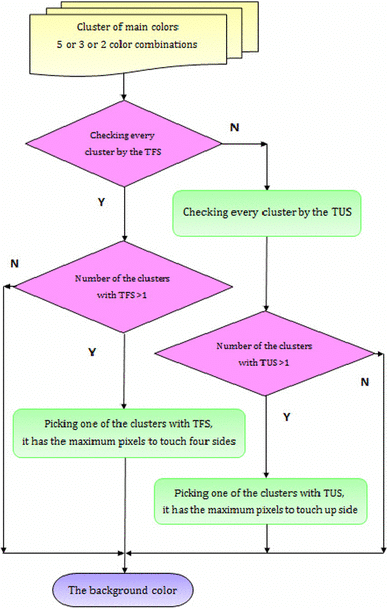 Cluster of main colors:
5 or 3 or 2 color combinations
Checking every
cluster by the TFS
N
Y
Checking every cluster by the TUS
N
Number of the clusters
with TFS>1
Y
Number of the clusters
with TUS>1
N
Y
Picking one of the clusters with TFS,
it has the maximum pixels to touch four sides
Picking one of the clusters with TUS,
it has the maximum pixels to touch up side
The background color